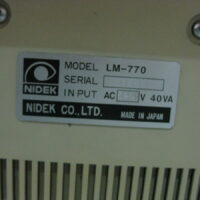 MODEL LM-770
SERIAL
NIDEK
INPUT AC V 40VA
NIDEK CO., LTD. MADE IN JAPAN